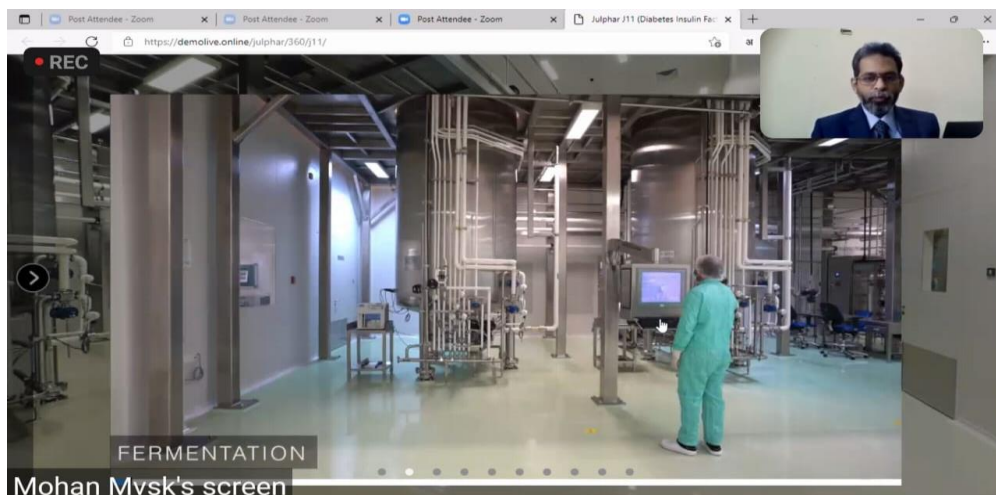 Post Attendee - Zoom
Post Attendee - Zoom
Post Attendee - Zoom
Julphar J11 (Diabetes Insulin Fac
https://demolive.online/julphar/360/j11/
REC
FERMENTATION
Mohan Mysk's screen